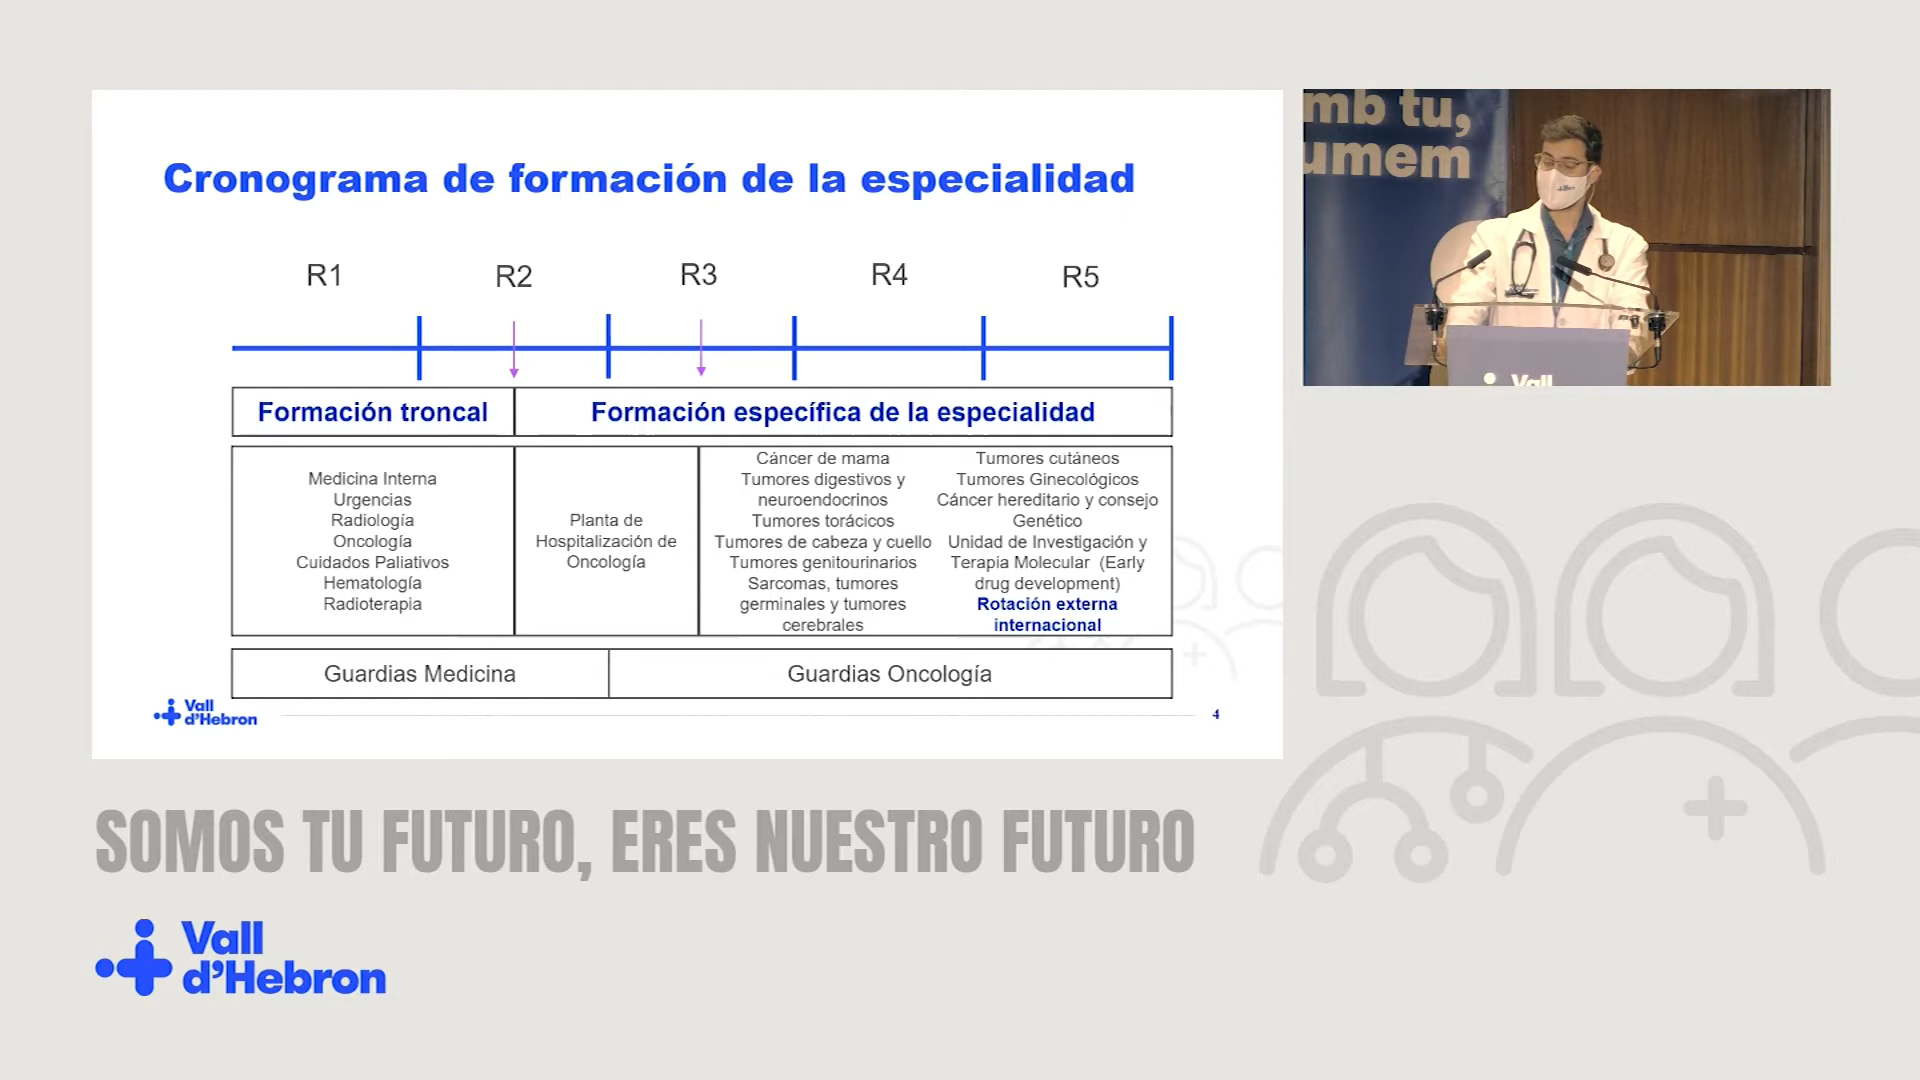 Cronograma de formación de la especialidad
R1
R2
R3
R4
R5
Formación troncal
Formación específica de la especialidad
Medicina Interna
Urgencias
Radiología
Oncología
Cuidados Paliativos
Hematología
Radioterapia
Planta de
Hospitalización de
Oncología
Cáncer de mama
Tumores digestivos y
neuroendocrinos
Tumores torácicos
Tumores de cabeza y cuello
Tumores genitourinarios
Sarcomas, tumores
germinales y tumores
cerebrales
Tumores cutáneos
Tumores Ginecológicos
Cáncer hereditario y consejo
Genético
Unidad de Investigación y
Terapia Molecular (Early
drug development)
Rotación externa
internacional
Guardias Medicina
Guardias Oncología
Vall
d'Hebron
4
mb tu,
umem
Vall
SOMOS TU FUTURO, ERES NUESTRO FUTURO
Vall
d'Hebron